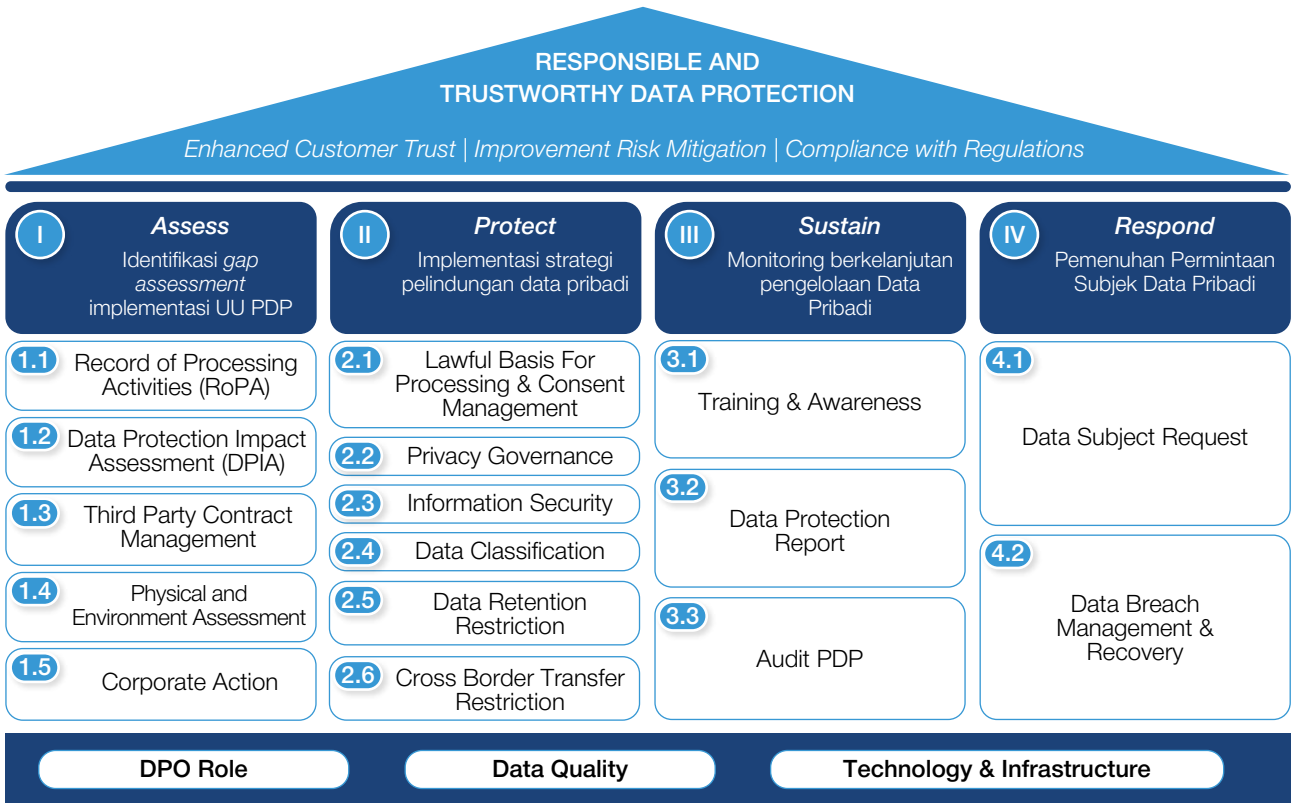 RESPONSIBLE AND
TRUSTWORTHY DATA PROTECTION
Enhanced Customer Trust | Improvement Risk Mitigation | Compliance with Regulations
I
Assess
Identifikasi gap
assessment
implementasi UU PDP
1.1
Record of Processing
Activities (RoPA)
1.2
Data Protection Impact
Assessment (DPIA)
1.3
Third Party Contract
Management
1.4
Physical and
Environment Assessment
1.5
Corporate Action
II
Protect
Implementasi strategi
pelindungan data pribadi
2.1
Lawful Basis For
Processing & Consent
Management
2.2
Privacy Governance
2.3
Information Security
2.4
Data Classification
2.5
Data Retention
Restriction
2.6
Cross Border Transfer
Restriction
III
Sustain
Monitoring berkelanjutan
pengelolaan Data
Pribadi
3.1
Training & Awareness
3.2
Data Protection
Report
3.3
Audit PDP
IV
Respond
Pemenuhan Permintaan
Subjek Data Pribadi
4.1
Data Subject Request
4.2
Data Breach
Management &
Recovery
DPO Role
Data Quality
Technology & Infrastructure